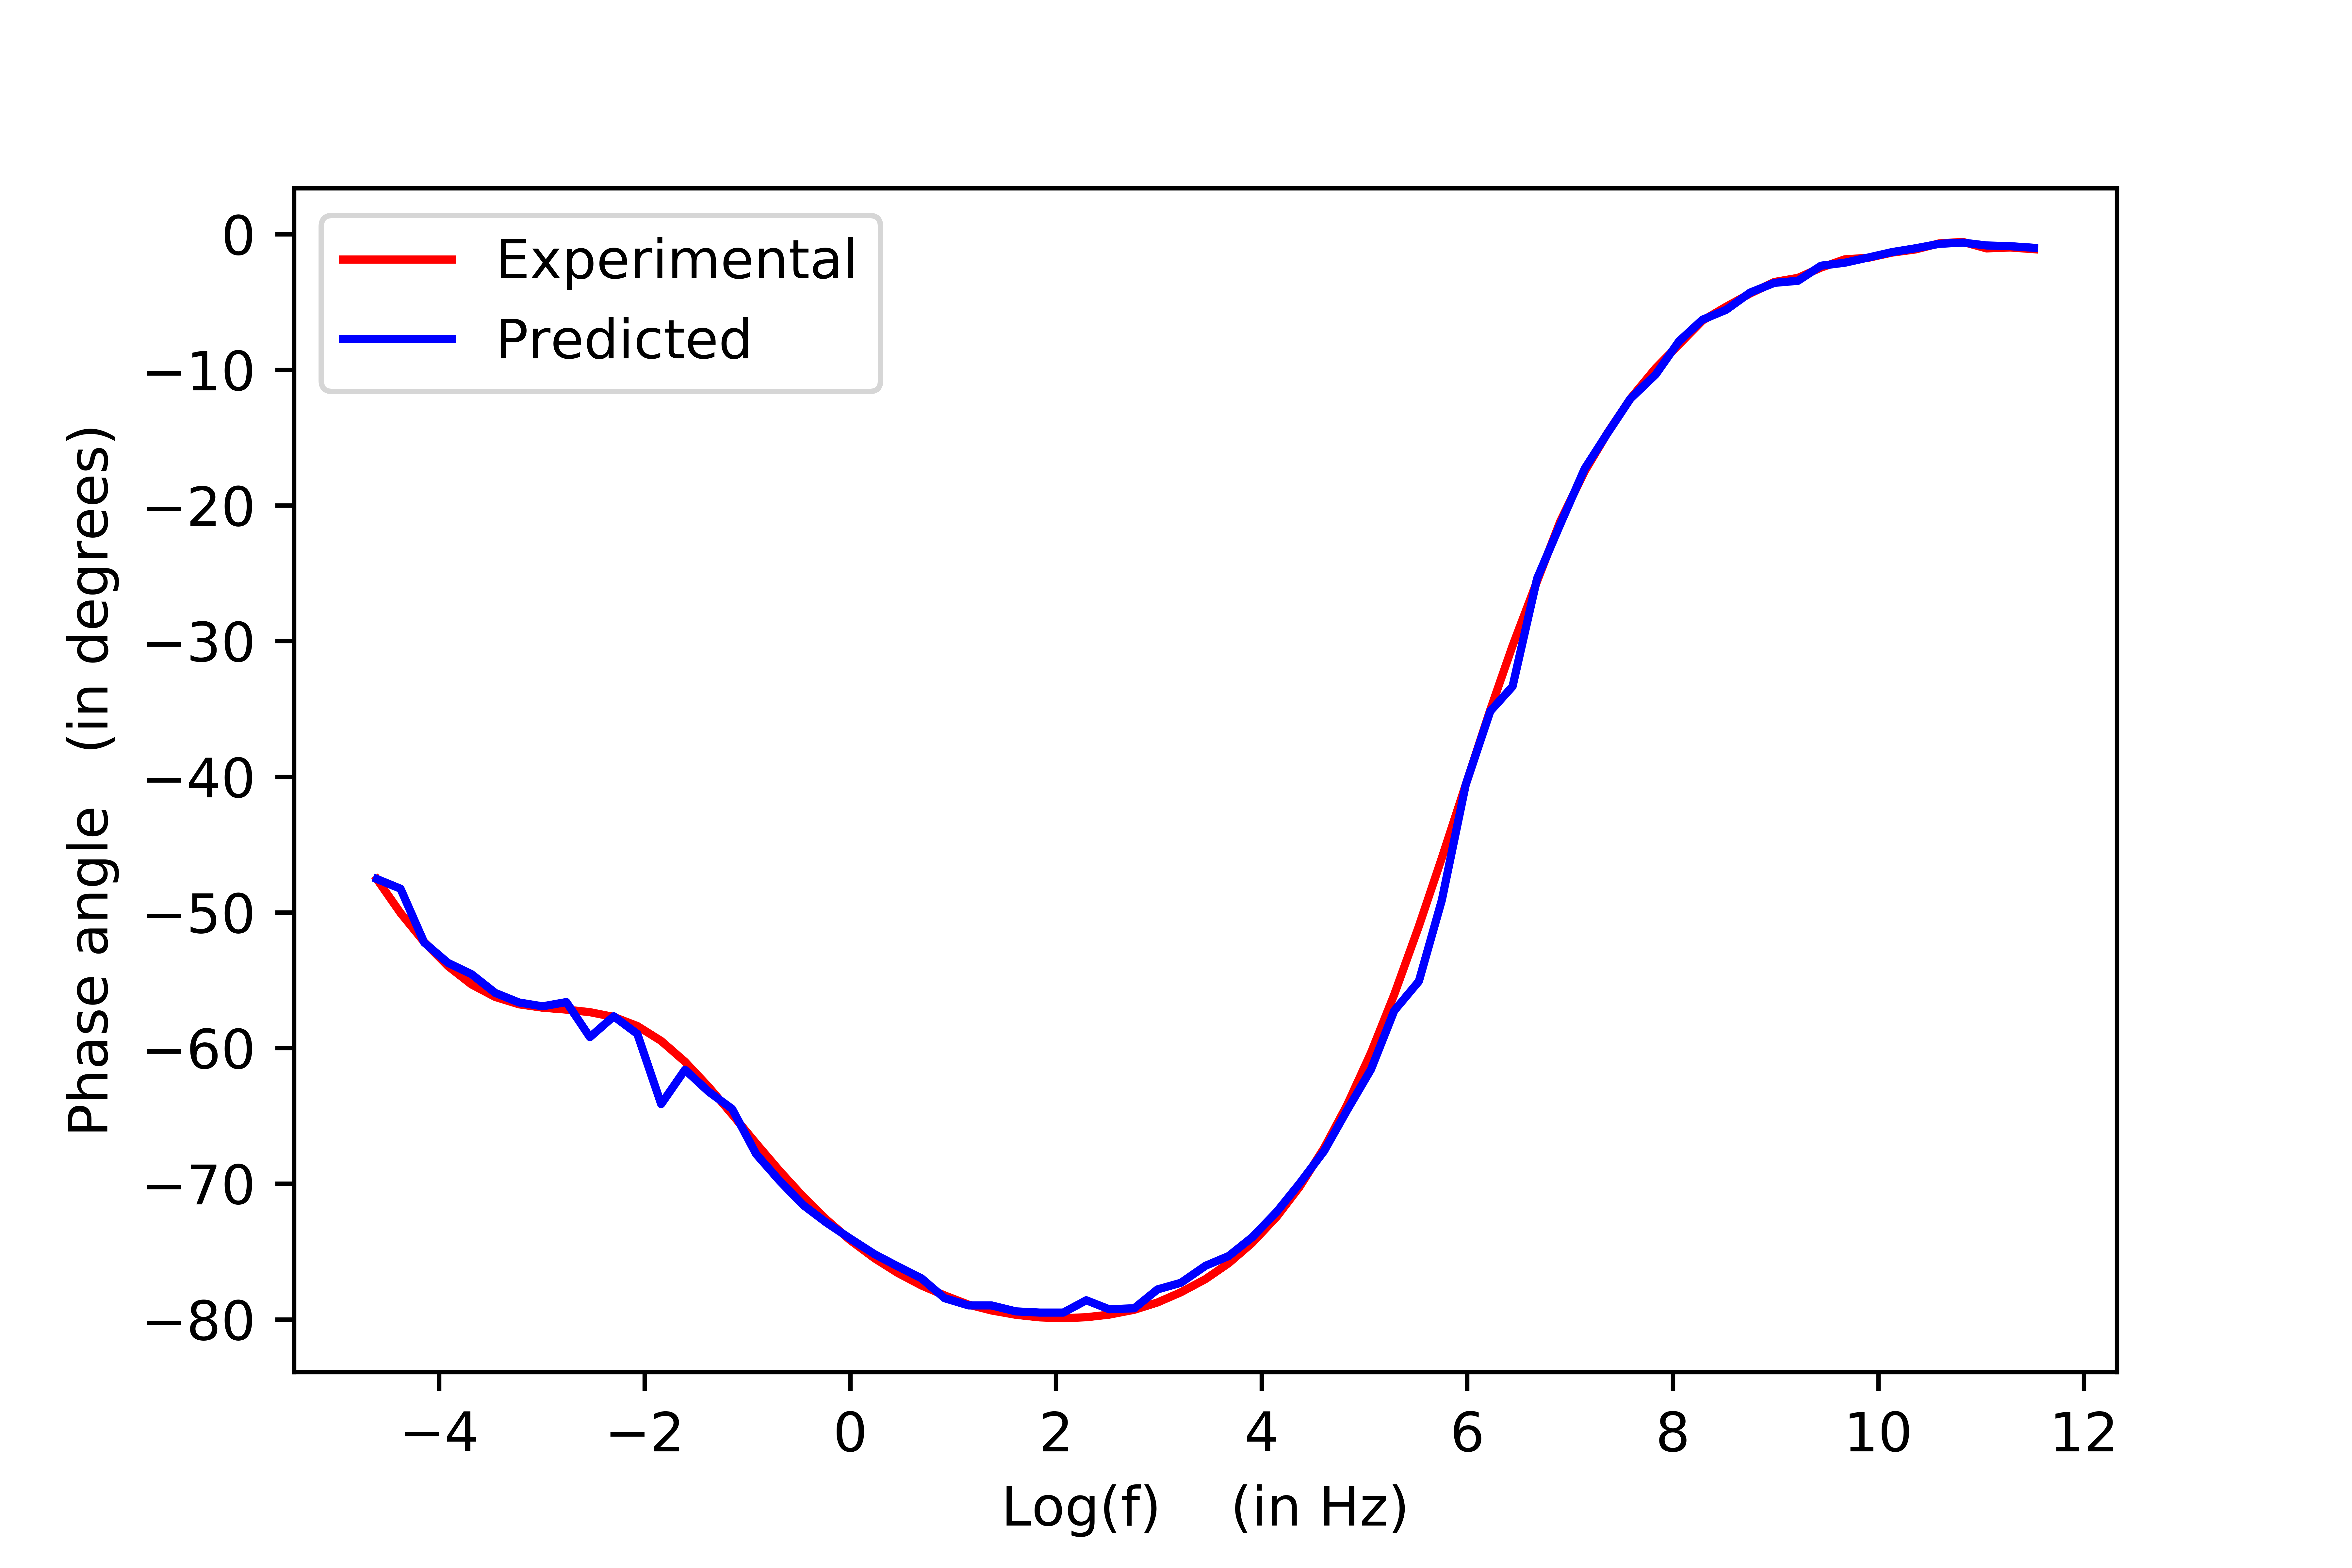 Experimental
Predicted
0
−10
−20
−30
−40
−50
−60
−70
−80
Phase angle (in degrees)
−4 −2 0 2 4 6 8 10 12
Log(f) (in Hz)